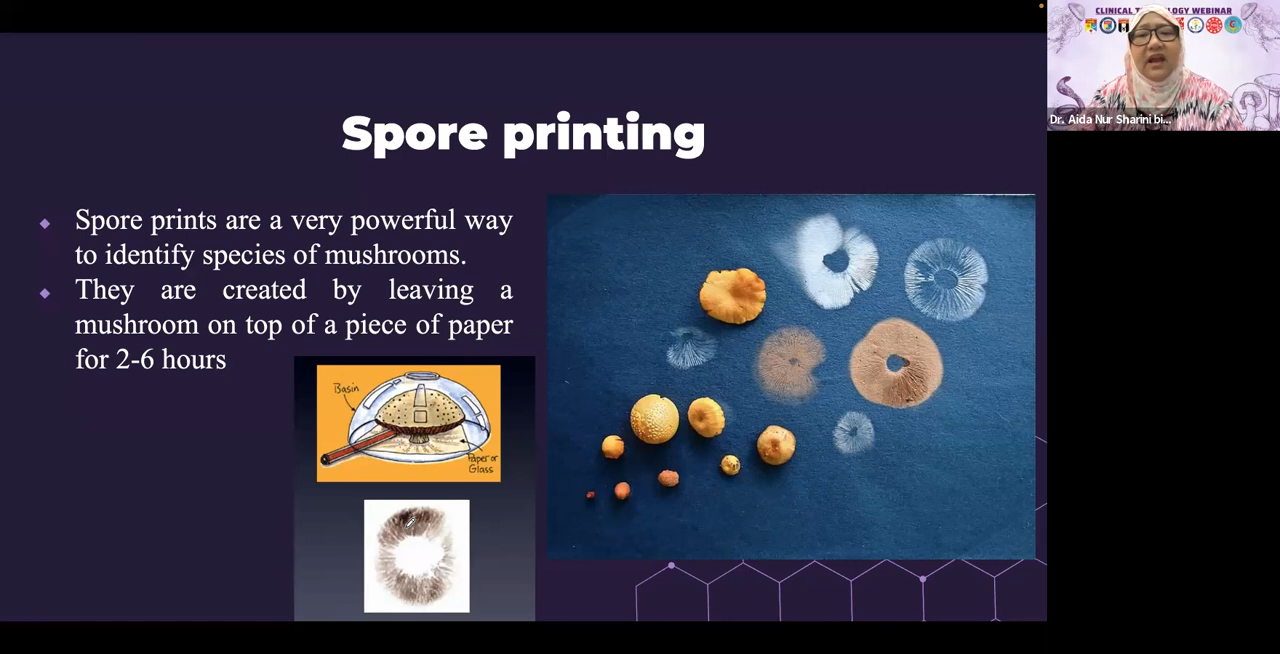 CLINICAL T
LOGY WEBINAR
Dr. Aida Nur Sharini bi...
Spore printing
Spore prints are a very powerful way
to identify species of mushrooms.
They are created by leaving a
mushroom on top of a piece of paper
for 2-6 hours
Basin
Paper or
Glass